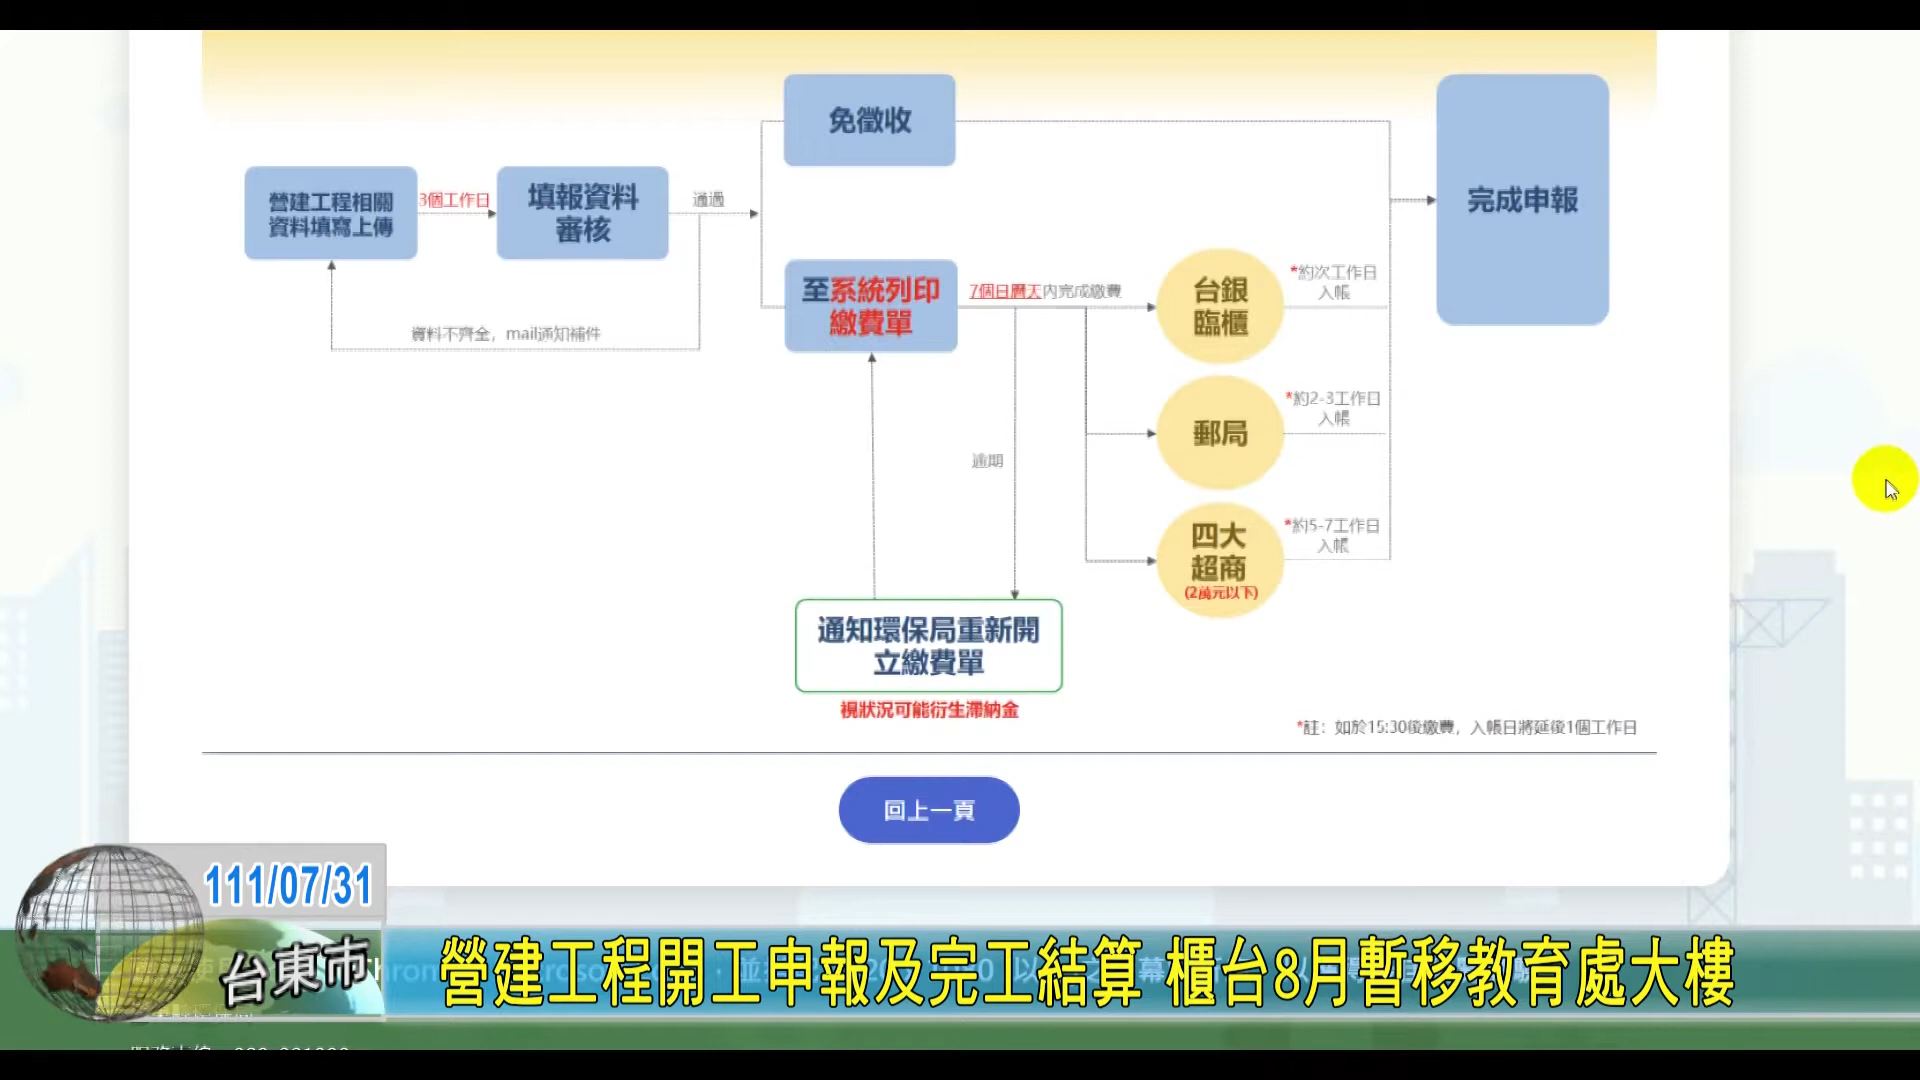 免徵收
完成申報
營建工程相關
資料填寫上傳
3個工作日
填報資料
審核
通過
至系統列印
繳費單
7個日曆天內完成繳費
台銀
臨櫃
*約次工作日
入帳
資料不齊全，mail通知補件
郵局
*約2-3工作日
入帳
逾期
四大
超商
(2萬元以下)
*約5-7工作日
入帳
通知環保局重新開
立繳費單
視狀況可能衍生滯納金
*註：如於15:30後繳費，入帳日將延後1個工作日
回上一頁
111/07/31
台東市
營建工程開工申報及完工結算 櫃台8月暫移教育處大樓